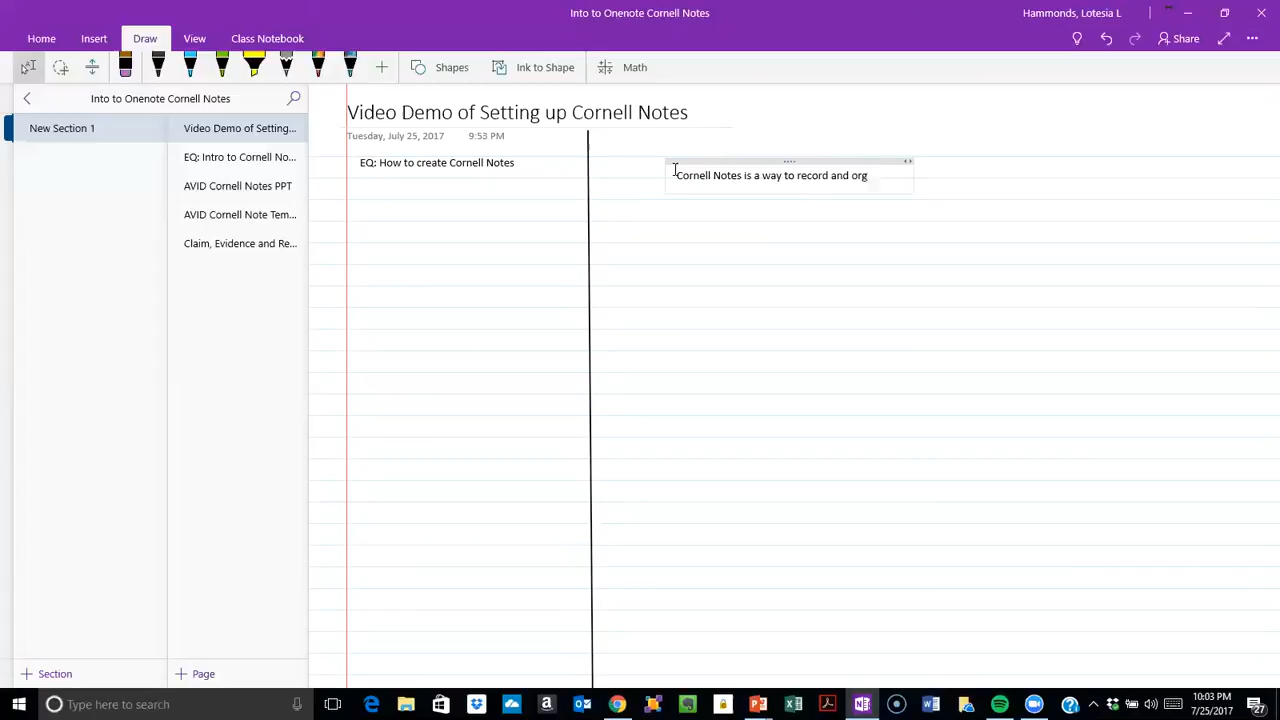 Into to Onenote Cornell Notes
Hammonds, Lotesia L
Home
Insert
Draw
View
Class Notebook
Share
Shapes
Ink to Shape
Math
Into to Onenote Cornell Notes
New Section 1
Video Demo of Setting...
EQ: Intro to Cornell No...
AVID Cornell Notes PPT
AVID Cornell Note Tem...
Claim, Evidence and Re...
Section
Page
Video Demo of Setting up Cornell Notes
Tuesday, July 25, 2017
9:53 PM
EQ: How to create Cornell Notes
Cornell Notes is a way to record and org
Type here to search
10:03 PM
7/25/2017
27